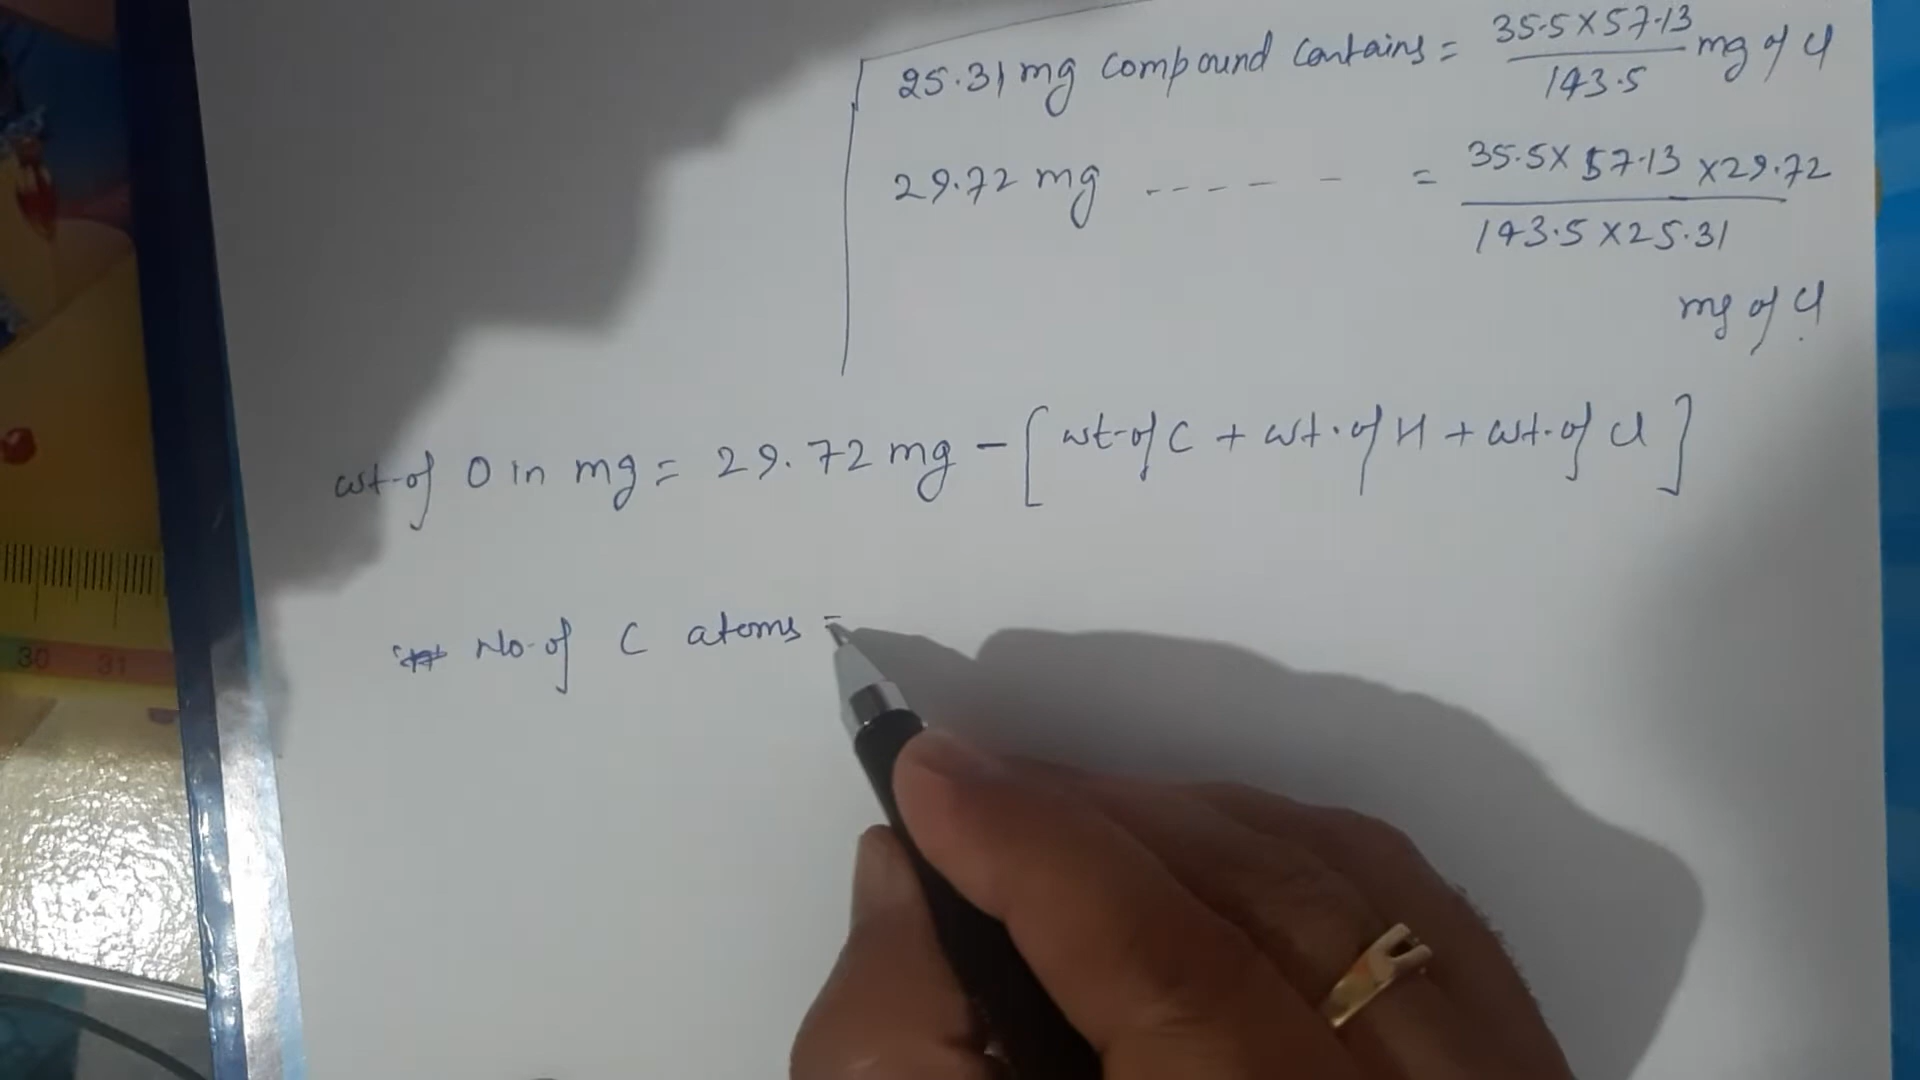 25.31 mg compound contains = 35.5 X 57.13 / 143.5 mg of Cl
29.72 mg ----- = 35.5 X 57.13 X 29.72 / 143.5 X 25.31
mg of Cl
wt. of O in mg = 29.72 mg - [ wt. of C + wt. of H + wt. of Cl ]
No. of C atoms =
30 31